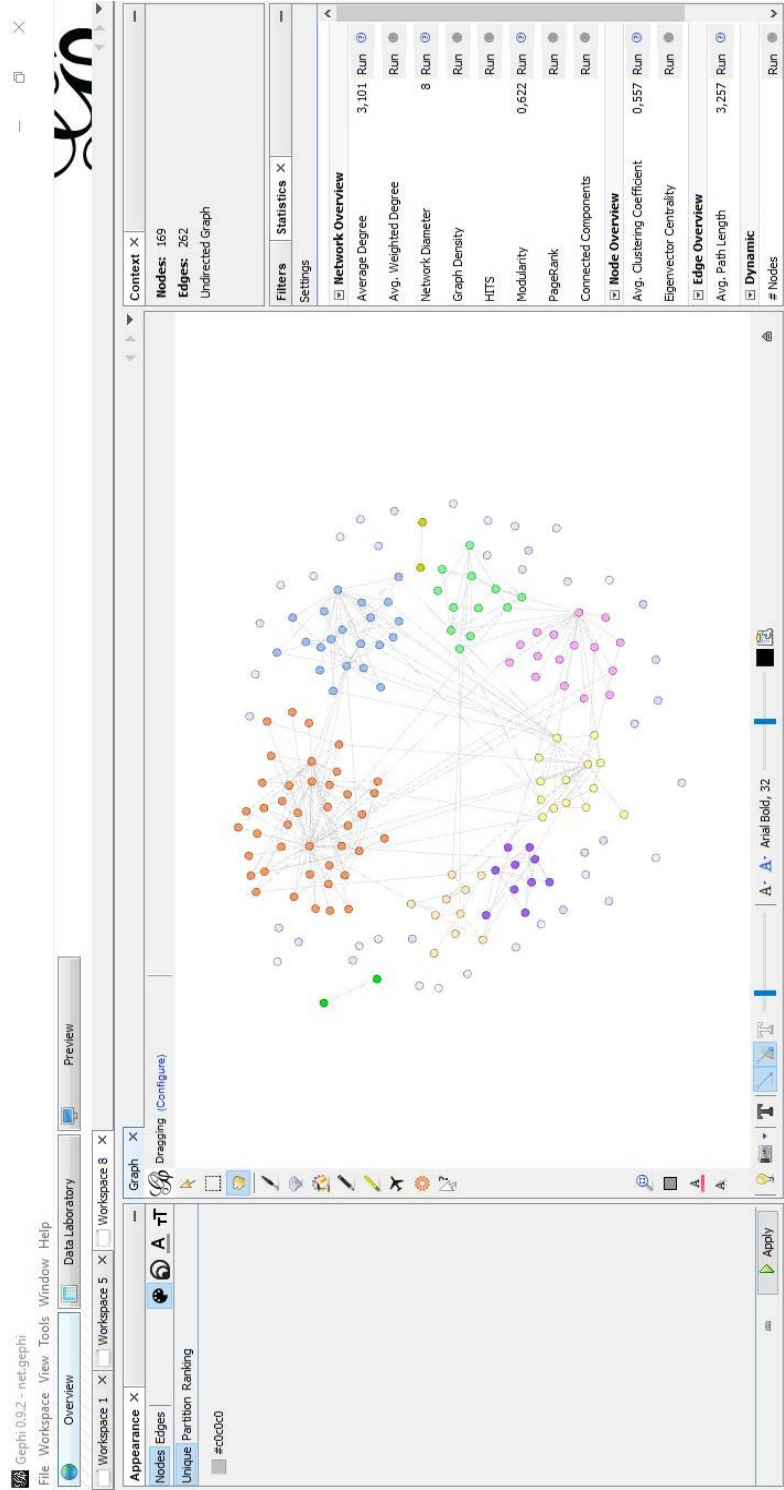 Gephi 0.9.2 - net.gephi
File Workspace View Tools Window Help
Overview Data Laboratory Preview
Workspace 1 × Workspace 5 × Workspace 8 ×
Appearance ×
Nodes Edges
Unique Partition Ranking
#c0c0c0
Apply
Graph ×
Dragging (Configure)
A- A- Arial Bold, 32
Context ×
Nodes: 169
Edges: 262
Undirected Graph
Filters Statistics ×
Settings
Network Overview
Average Degree 3,101 Run
Avg. Weighted Degree Run
Network Diameter 8 Run
Graph Density Run
HITS Run
Modularity 0,622 Run
PageRank Run
Connected Components Run
Node Overview
Avg. Clustering Coefficient 0,557 Run
Eigenvector Centrality Run
Edge Overview
Avg. Path Length 3,257 Run
Dynamic
# Nodes Run